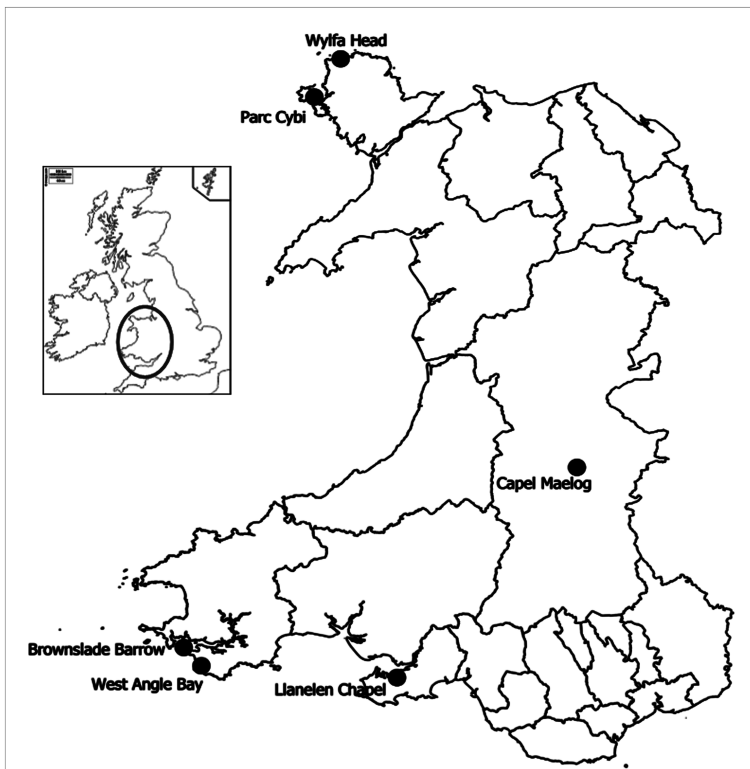 Wylfa Head
Parc Cybi
Capel Maelog
Brownslade Barrow
West Angle Bay
Llanelen Chapel